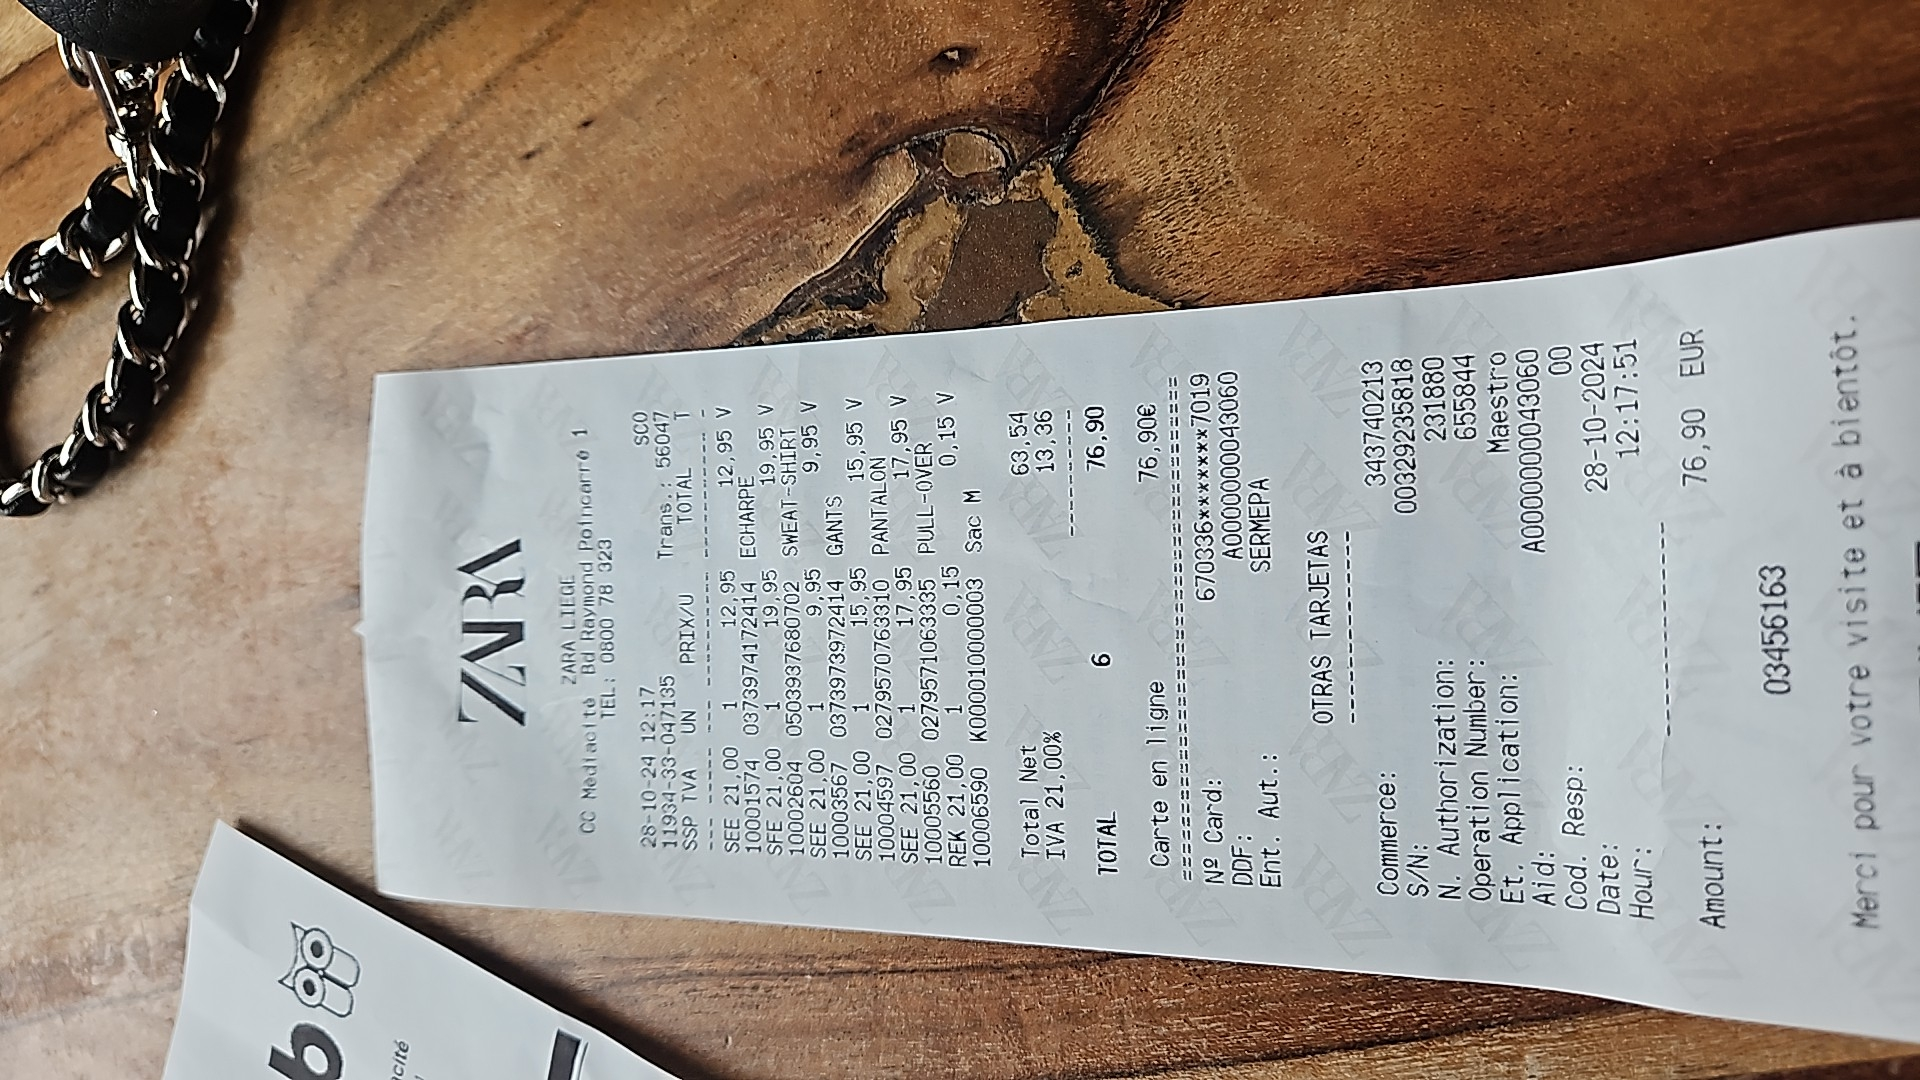 ZARA
ZARA LIEGE
CC Médiacité Bd Raymond Poincarré 1
TEL: 0800 78 323
28-10-24 12:17 SCO
11934-33-047135 Trans.: 56047
SSP TVA UN PRIX/U TOTAL T
SEE 21,00 1 12,95 12,95 V
10001574 0373974172414 ECHARPE
SFE 21,00 1 19,95 19,95 V
10002604 05039937680702 SWEAT-SHIRT
SEE 21,00 1 9,95 9,95 V
10003567 0373973972414 GANTS
SEE 21,00 1 15,95 15,95 V
10004597 0279570763310 PANTALON
SEE 21,00 1 17,95 17,95 V
10005560 0279571063335 PULL-OVER
REK 21,00 1 0,15 0,15 V
10006590 K0000100000003 Sac M
Total Net 63,54
IVA 21,00% 13,36
TOTAL 6 76,90
Carte en ligne 76,90€
Nº Card: 670336*********7019
DDF: A0000000043060
Ent. Aut.: SERMEPA
OTRAS TARJETAS
Commerce: 343740213
S/N: 00329235818
N. Authorization: 231880
Operation Number: 655844
Et. Application: Maestro
Aid: A0000000043060
Cod. Resp: 00
Date: 28-10-2024
Hour: 12:17:51
Amount: 76,90 EUR
03456163
Merci pour votre visite et à bientôt.
b